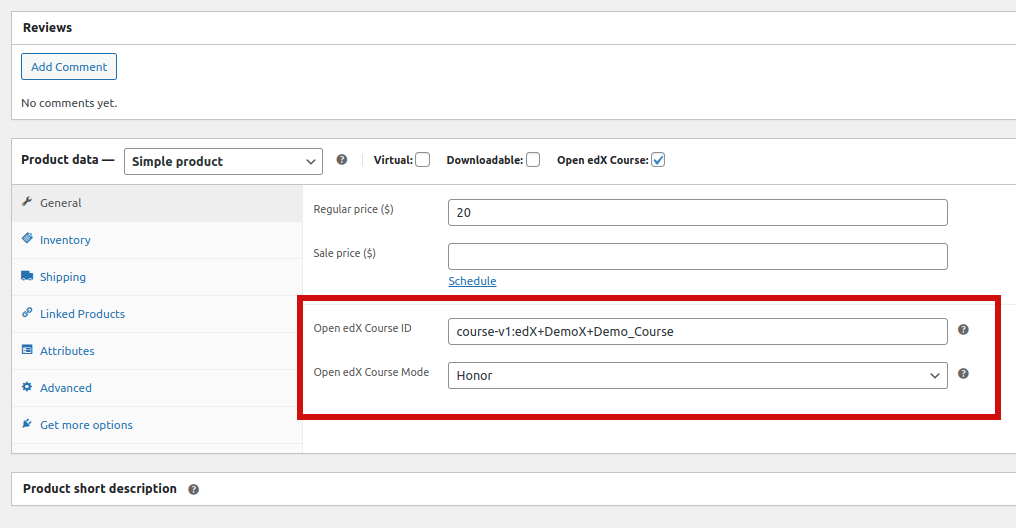 Reviews
Add Comment
No comments yet.
Product data — Simple product Virtual: Downloadable: Open edX Course:
General
Inventory
Shipping
Linked Products
Attributes
Advanced
Get more options
Regular price ($) 20
Sale price ($)
Schedule
Open edX Course ID course-v1:edX+DemoX+Demo_Course
Open edX Course Mode Honor
Product short description